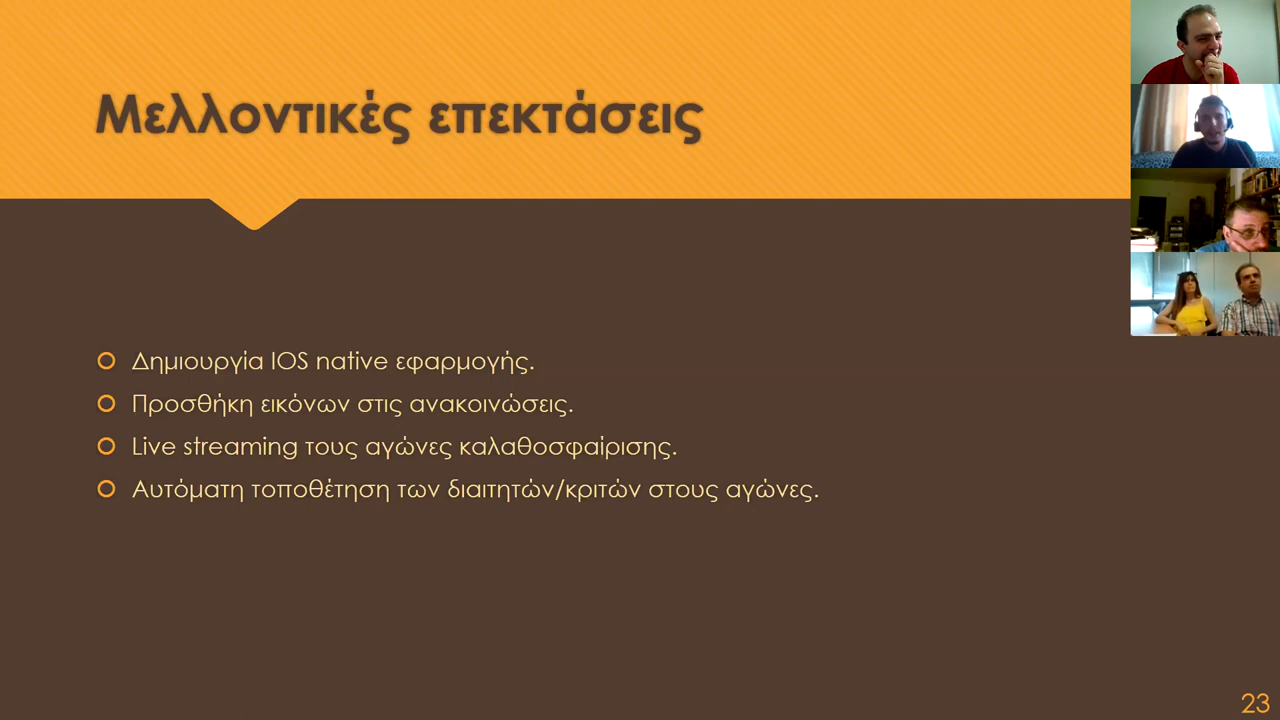 Μελλοντικές επεκτάσεις
Δημιουργία IOS native εφαρμογής.
Προσθήκη εικόνων στις ανακοινώσεις.
Live streaming τους αγώνες καλαθοσφαίρισης.
Αυτόματη τοποθέτηση των διαιτητών/κριτών στους αγώνες.
23